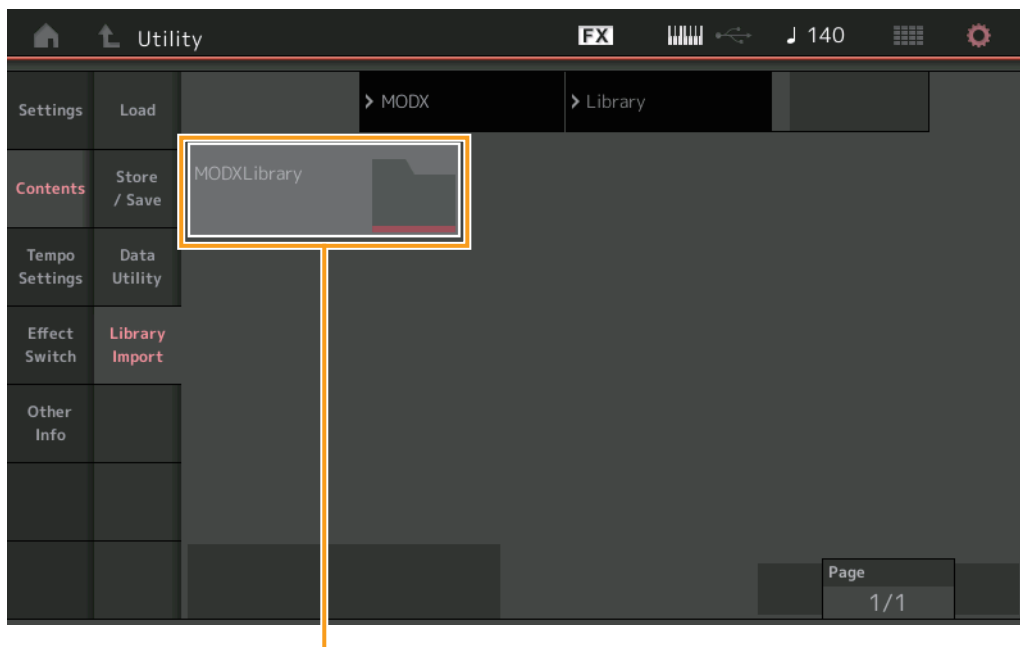 Utility
FX
♩ 140
Settings
Load
> MODX
> Library
Contents
Store
/ Save
MODXLibrary
Tempo
Settings
Data
Utility
Effect
Switch
Library
Import
Other
Info
Page
1/1